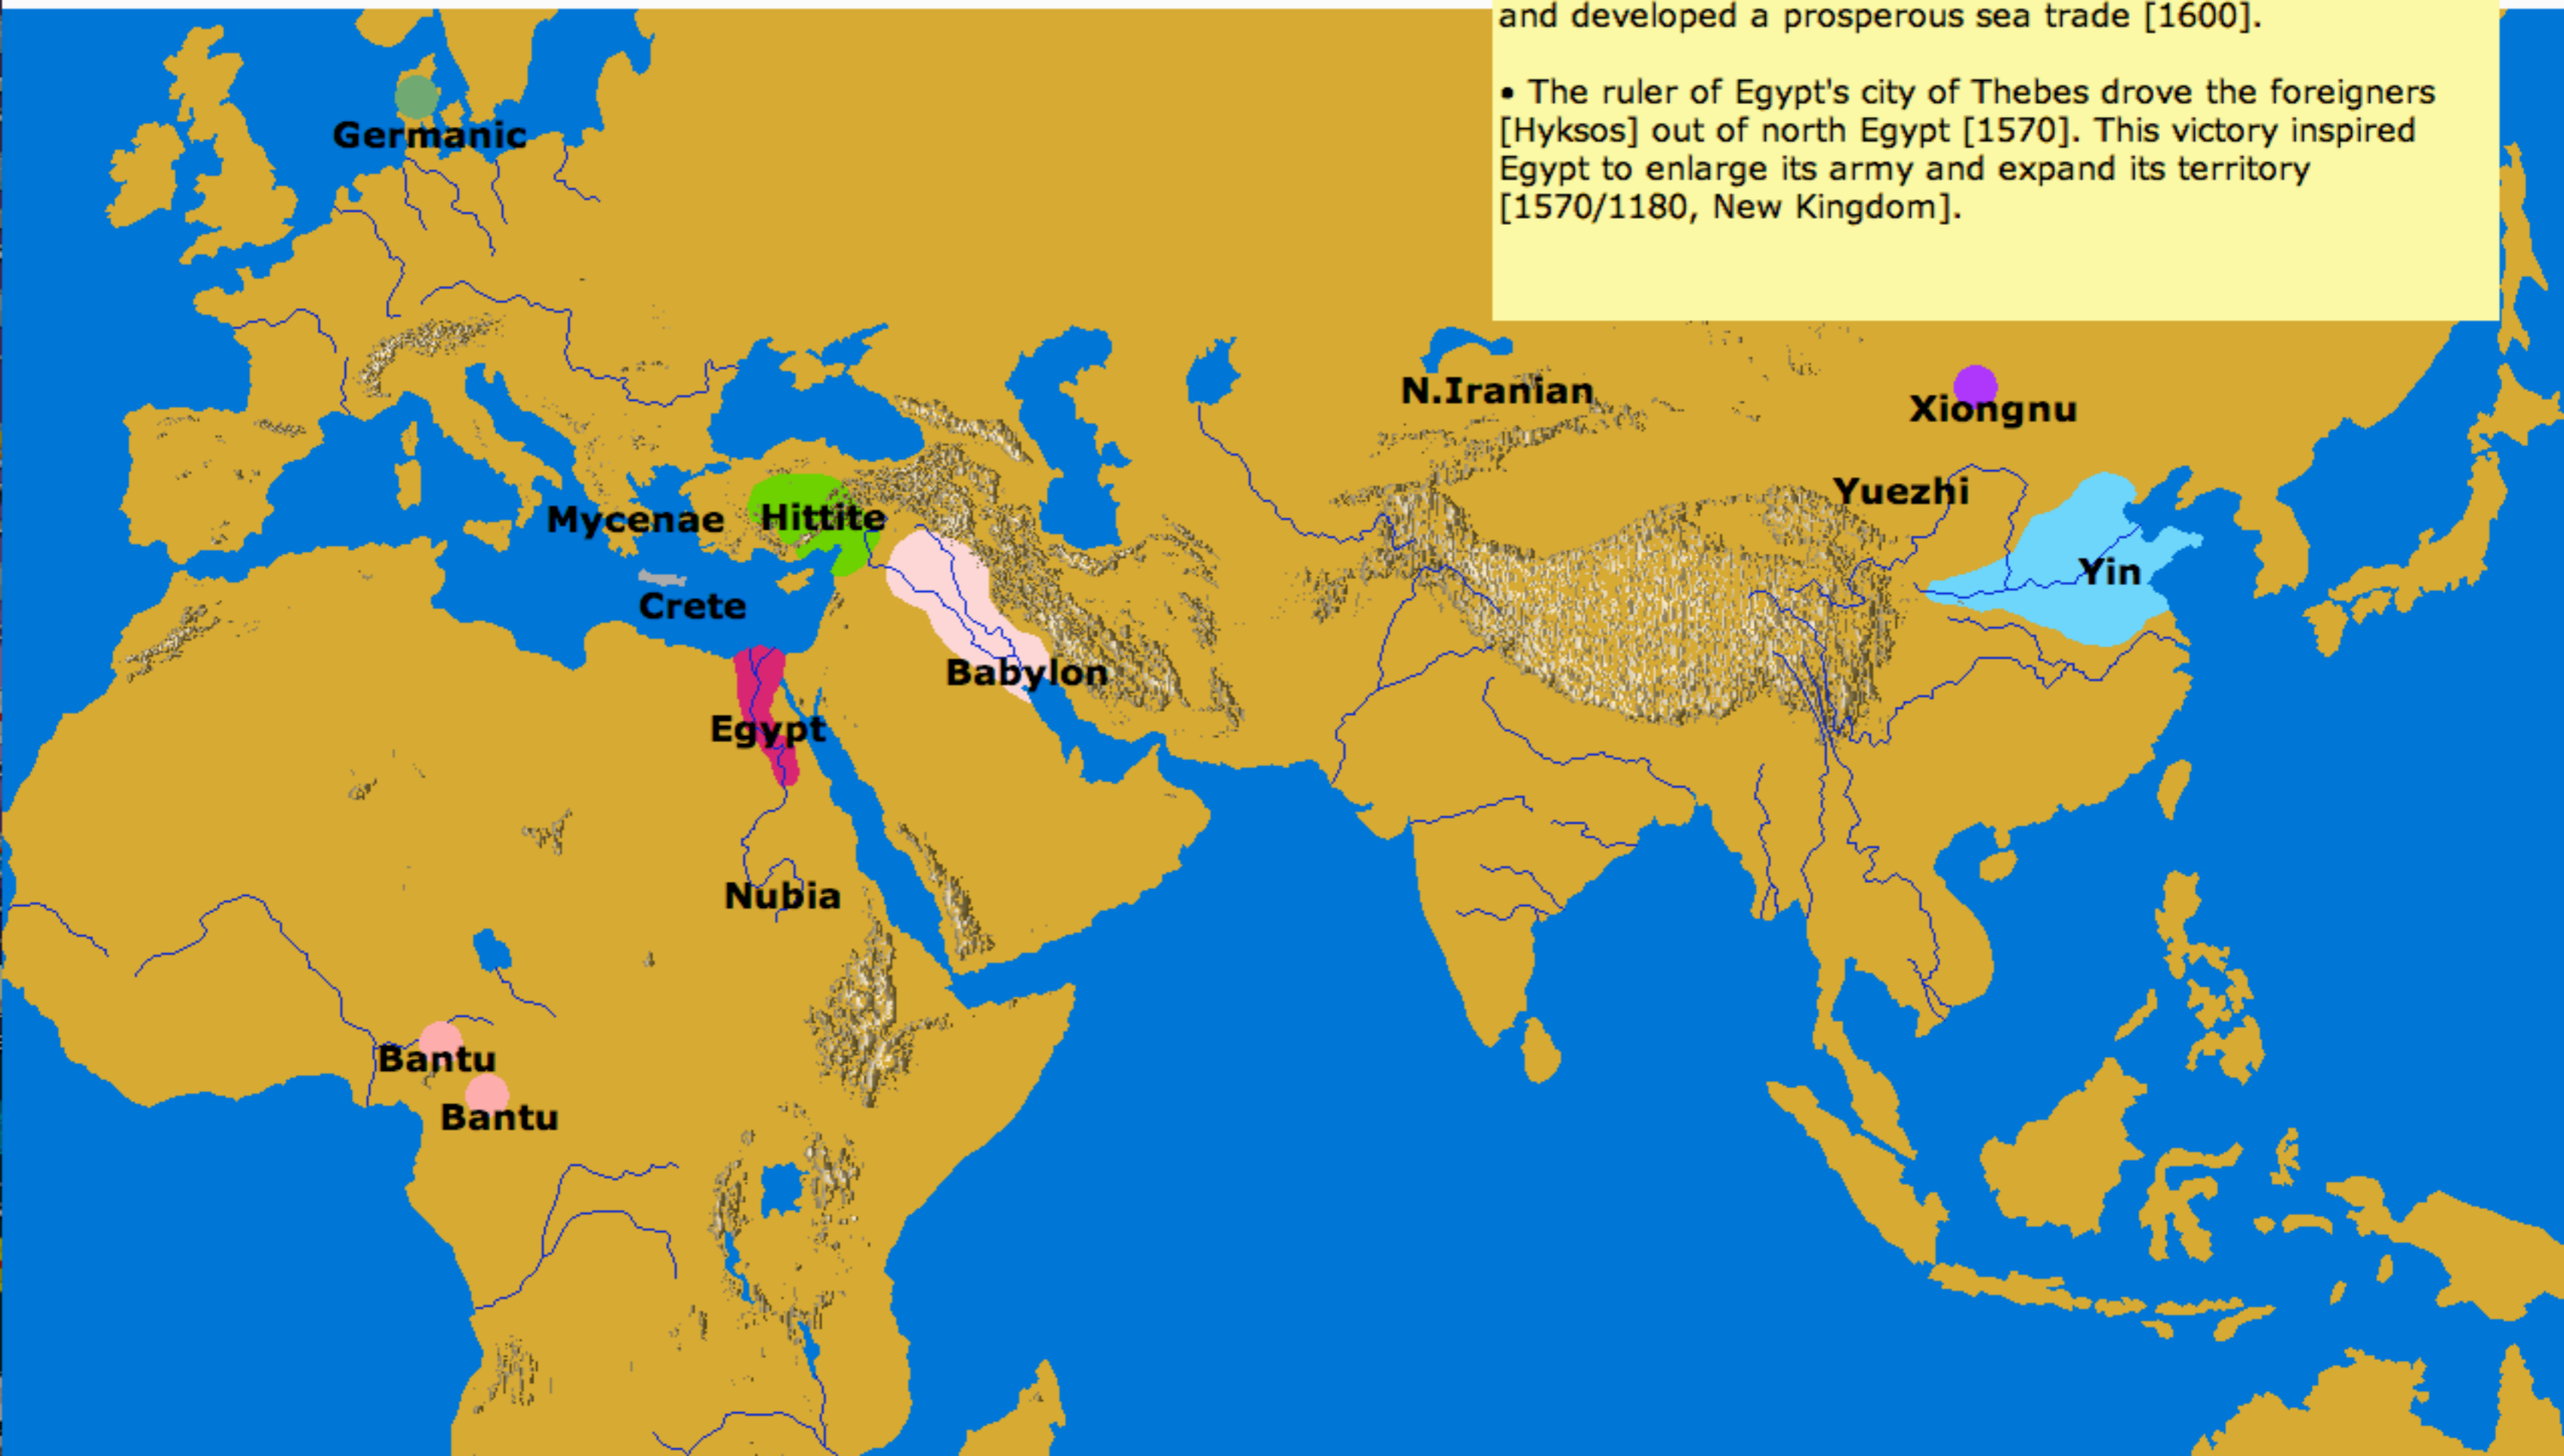 and developed a prosperous sea trade [1600].
• The ruler of Egypt's city of Thebes drove the foreigners
[Hyksos] out of north Egypt [1570]. This victory inspired
Egypt to enlarge its army and expand its territory
[1570/1180, New Kingdom].
Germanic
N.Iranian
Xiongnu
Yuezhi
Mycenae
Hittite
Yin
Crete
Babylon
Egypt
Nubia
Bantu
Bantu